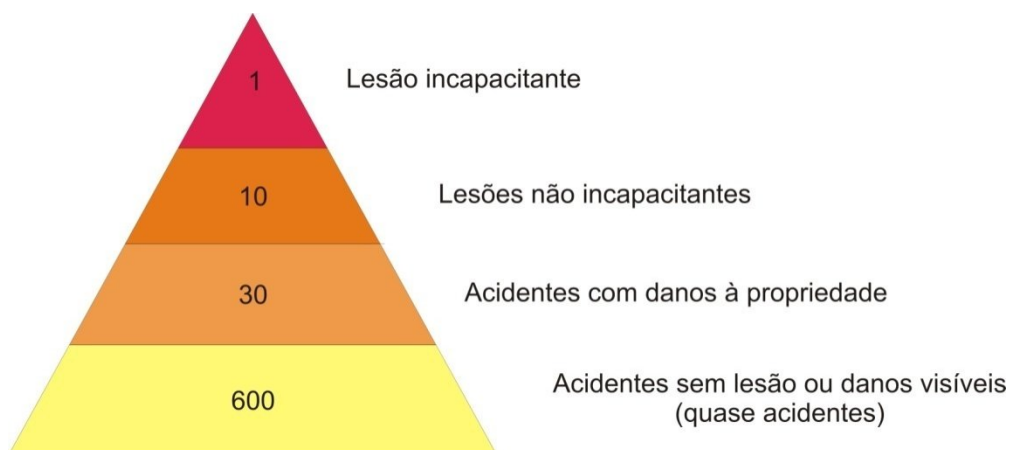 1
Lesão incapacitante
10
Lesões não incapacitantes
30
Acidentes com danos à propriedade
600
Acidentes sem lesão ou danos visíveis
(quase acidentes)